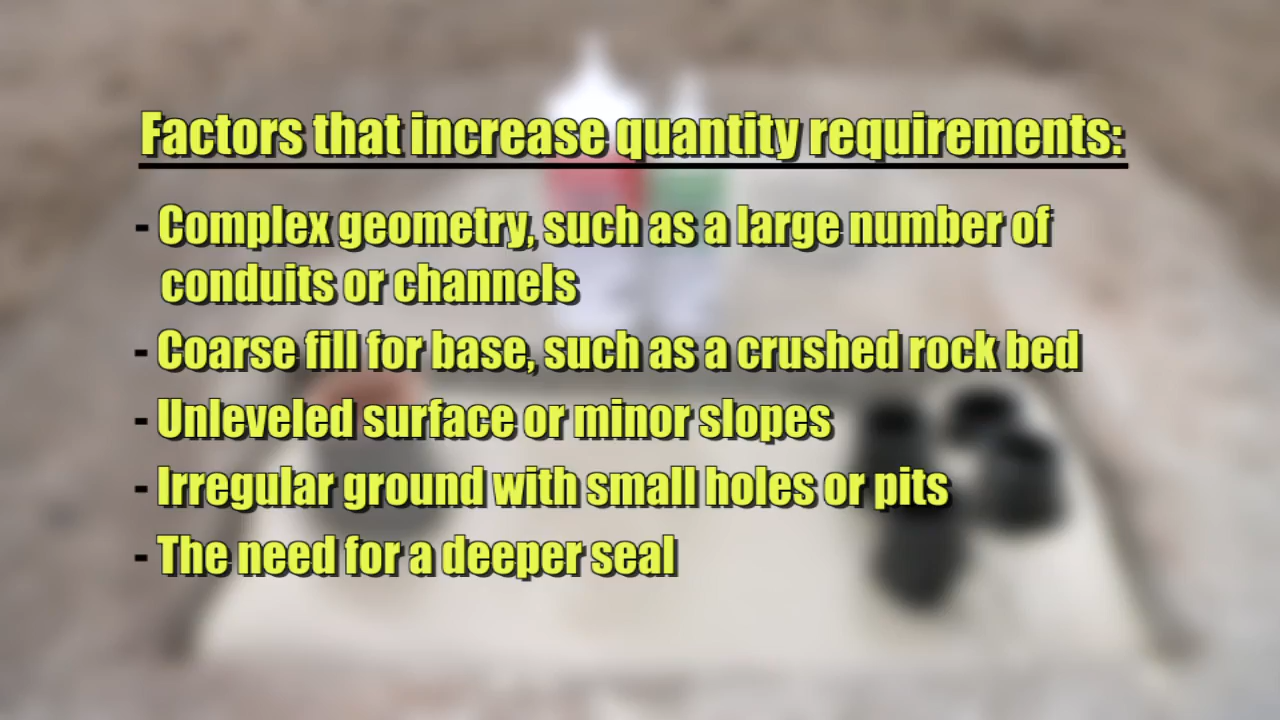 Factors that increase quantity requirements:
- Complex geometry, such as a large number of
conduits or channels
- Coarse fill for base, such as a crushed rock bed
- Unleveled surface or minor slopes
- Irregular ground with small holes or pits
- The need for a deeper seal